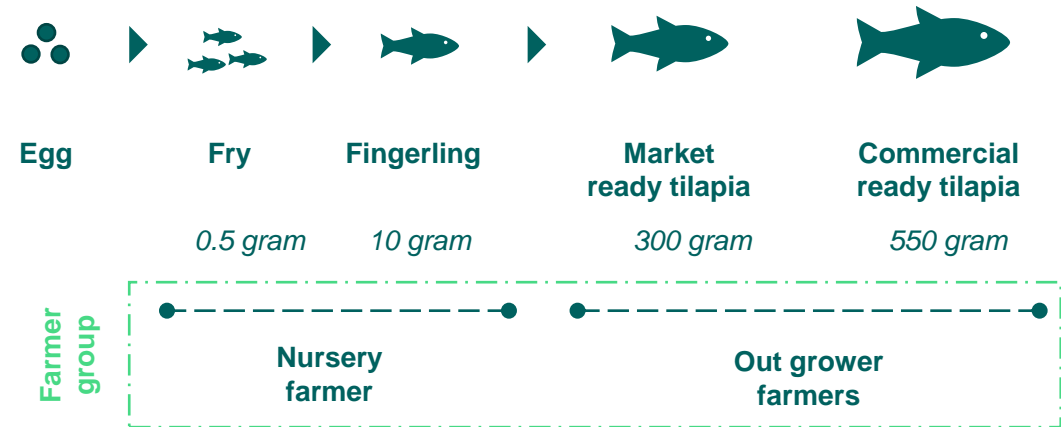 Egg
Fry
Fingerling
Market
ready tilapia
Commercial
ready tilapia
0.5 gram
10 gram
300 gram
550 gram
Farmer
group
Nursery
farmer
Out grower
farmers